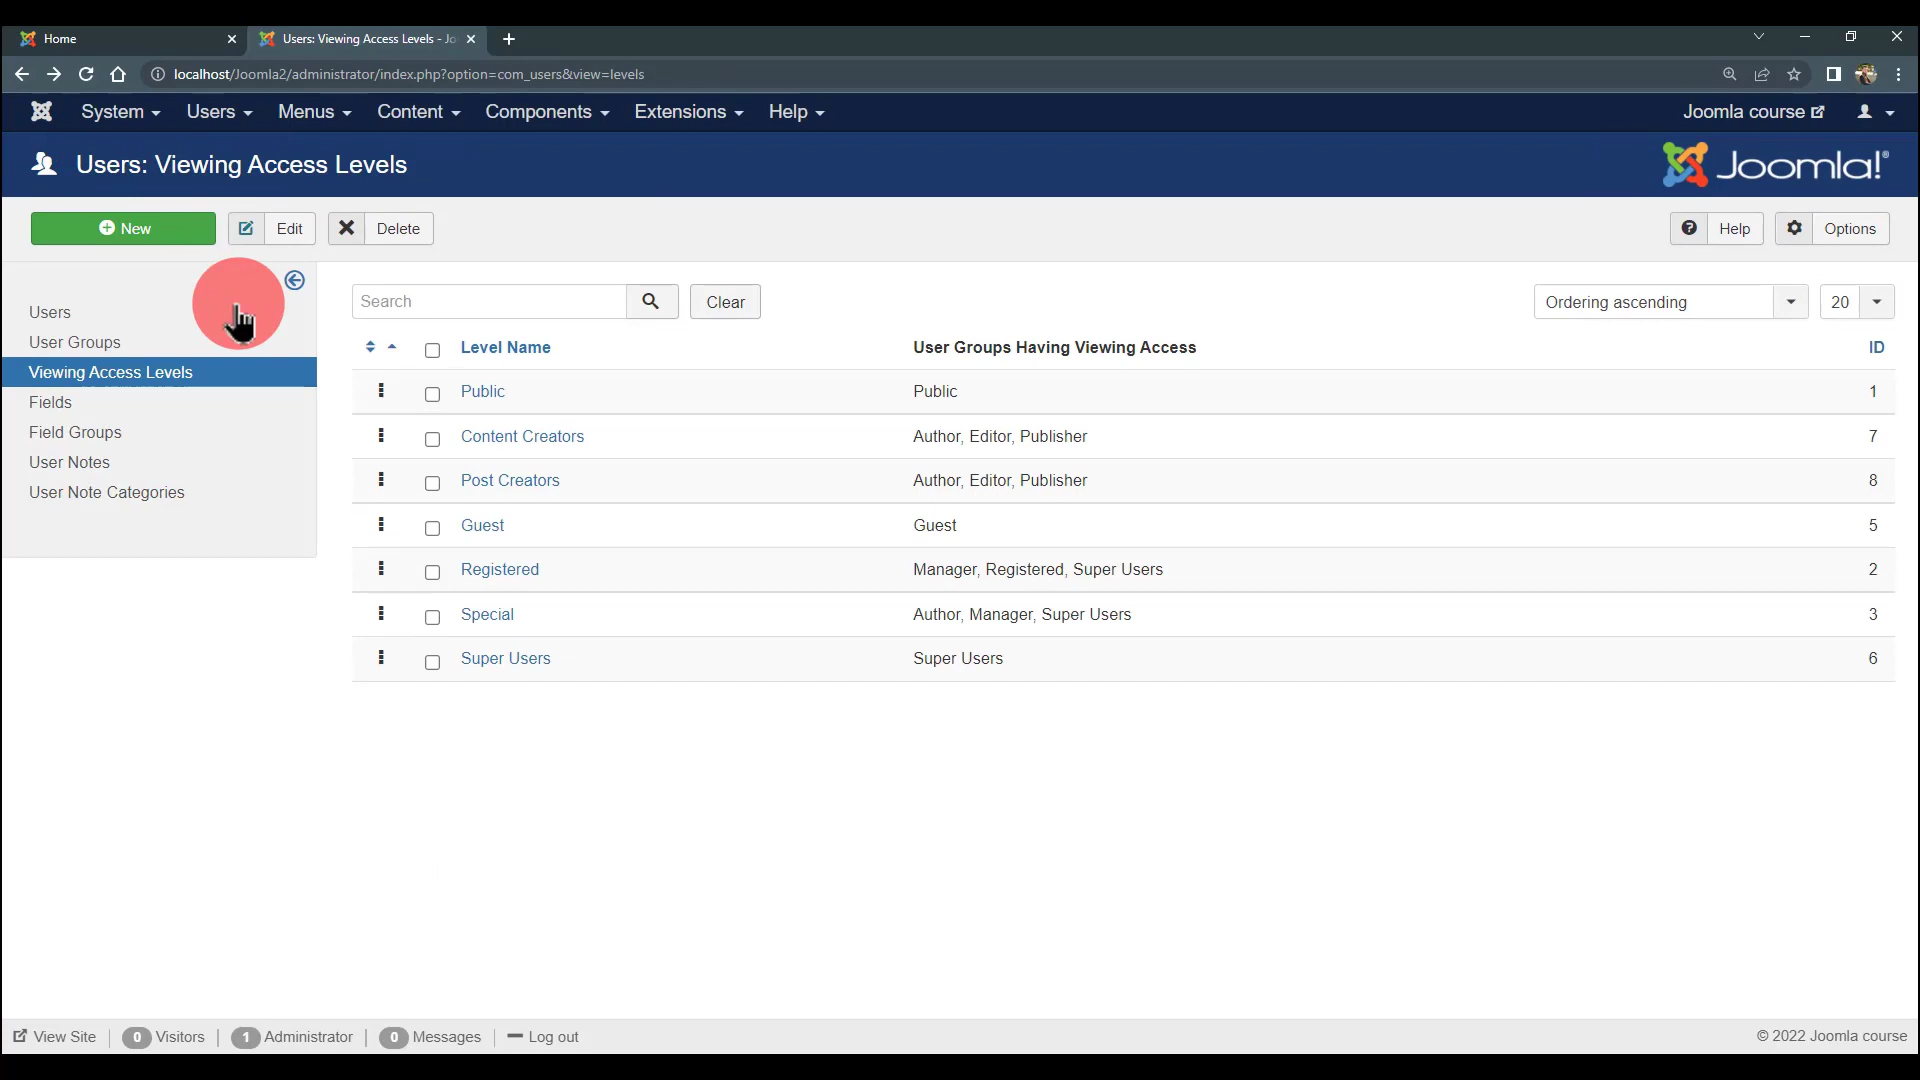 Home
Users: Viewing Access Levels - Jo
localhost/Joomla2/administrator/index.php?option=com_users&view=levels
System Users Menus Content Components Extensions Help Joomla course
Users: Viewing Access Levels Joomla!®
New Edit Delete Help Options
Users
User Groups
Viewing Access Levels
Fields
Field Groups
User Notes
User Note Categories
Search Clear Ordering ascending 20
Level Name User Groups Having Viewing Access ID
Public Public 1
Content Creators Author, Editor, Publisher 7
Post Creators Author, Editor, Publisher 8
Guest Guest 5
Registered Manager, Registered, Super Users 2
Special Author, Manager, Super Users 3
Super Users Super Users 6
View Site 0 Visitors 1 Administrator 0 Messages Log out © 2022 Joomla course